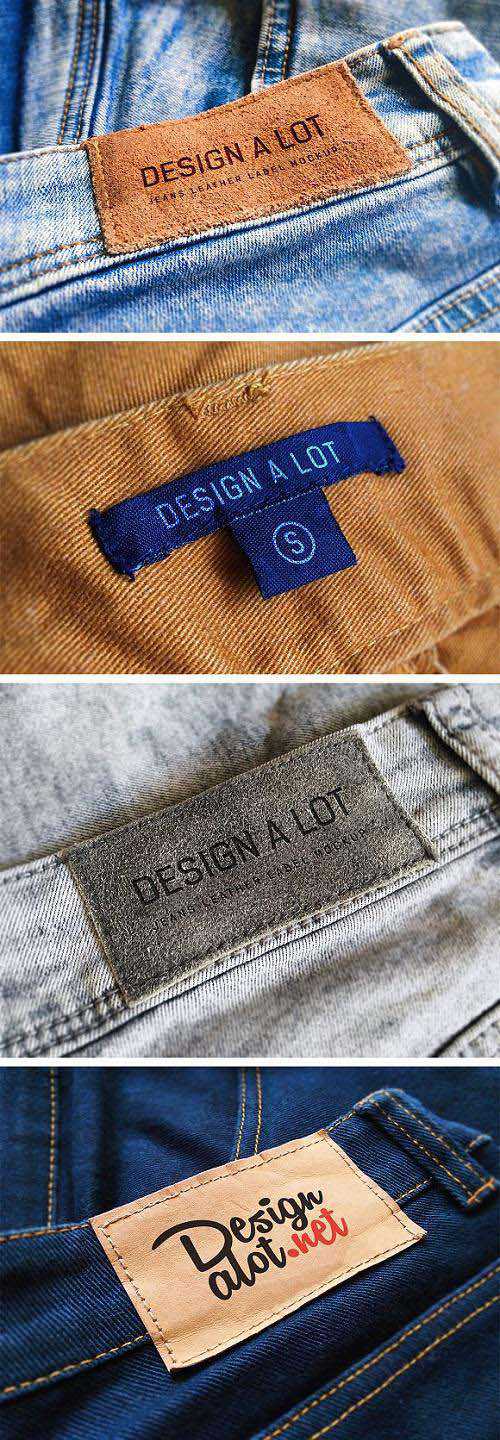 DESIGN A LOT
JEANS LEATHER LABEL MOCKUP
DESIGN A LOT
S
DESIGN A LOT
JEANS LEATHER LABEL MOCKUP
Design
alot.net